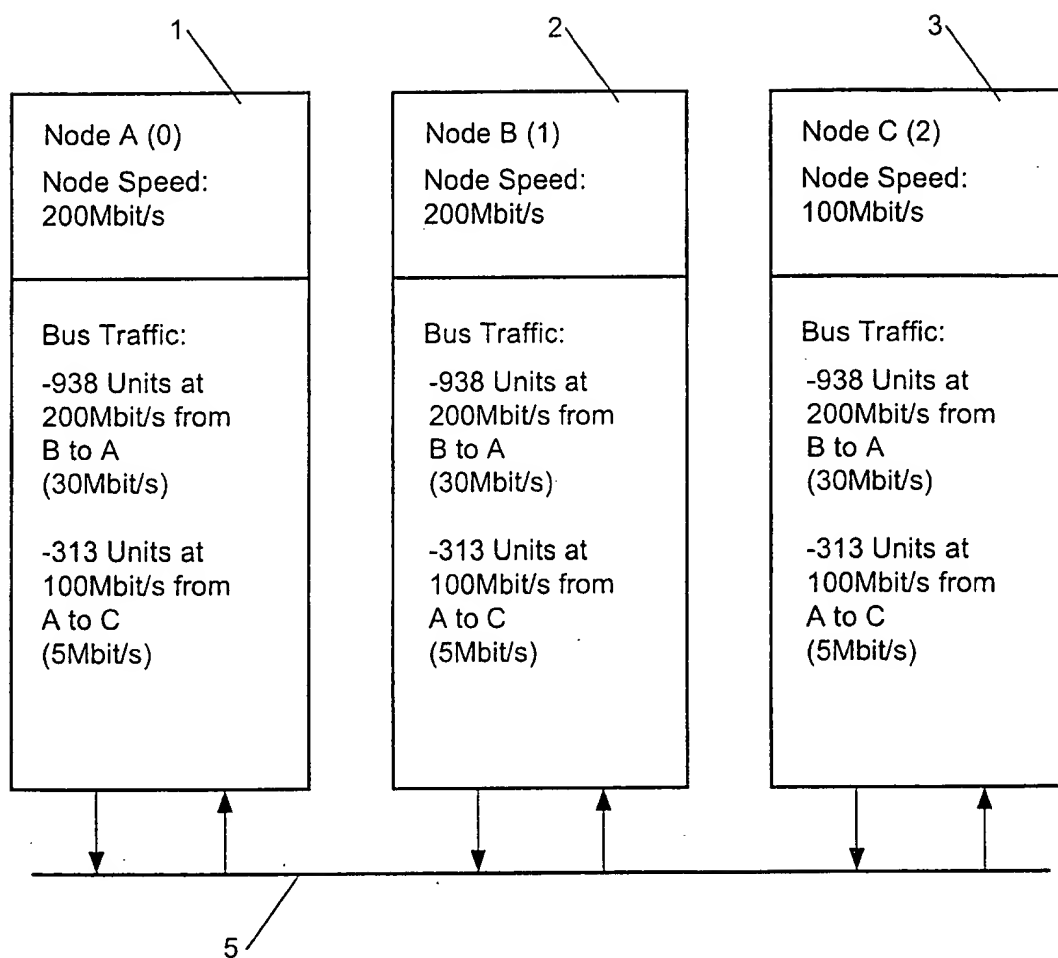 1
2
3
Node A (0)
Node Speed:
200Mbit/s
Bus Traffic:
-938 Units at
200Mbit/s from
B to A
(30Mbit/s)
-313 Units at
100Mbit/s from
A to C
(5Mbit/s)
Node B (1)
Node Speed:
200Mbit/s
Bus Traffic:
-938 Units at
200Mbit/s from
B to A
(30Mbit/s)
-313 Units at
100Mbit/s from
A to C
(5Mbit/s)
Node C (2)
Node Speed:
100Mbit/s
Bus Traffic:
-938 Units at
200Mbit/s from
B to A
(30Mbit/s)
-313 Units at
100Mbit/s from
A to C
(5Mbit/s)
5